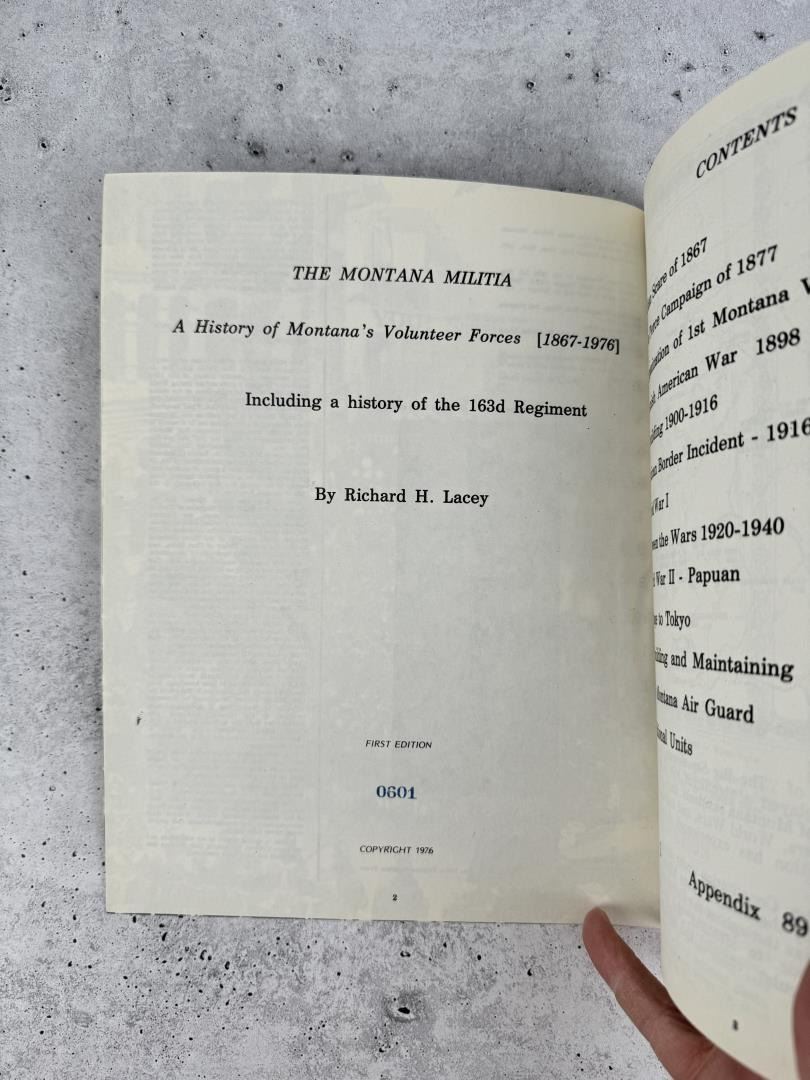 THE MONTANA MILITIA
A History of Montana's Volunteer Forces [1867-1976]
Including a history of the 163d Regiment
By Richard H. Lacey
FIRST EDITION
0601
COPYRIGHT 1976
2
CONTENTS
Scare of 1867
Campaign of 1877
of 1st Montana
American War 1898
1900-1916
Border Incident - 1916
War I
the Wars 1920-1940
War II - Papuan
to Tokyo
and Maintaining
Air Guard
Units
Appendix 89